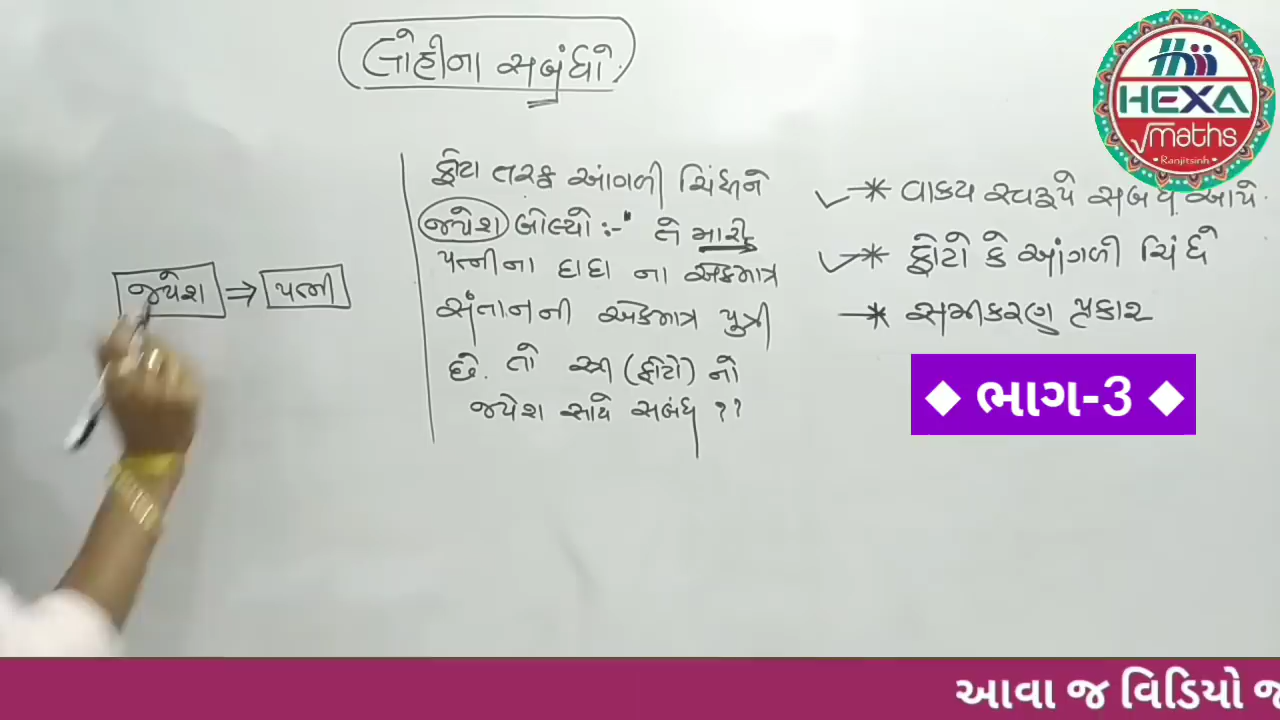 લોહીના સબંધો.
ફોટા તરફ આંગળી ચિંધીને
જયેશ બોલ્યો :-" તે મારી
પત્નીના દાદા ના એકમાત્ર
સંતાનની એકમાત્ર પુત્રી
છે. તો સ્ત્રી (ફોટો) નો
જયેશ સાથે સબંધ ??
જયેશ ⇒ પત્ની
* વાક્ય સ્વરૂપે સબંધ આપે.
* ફોટો કે આંગળી ચિંધે
* સમીકરણ પ્રકાર
◆ ભાગ-3 ◆
HEXA
√maths
• Ranjitsinh •
આવા જ વિડિયો જ